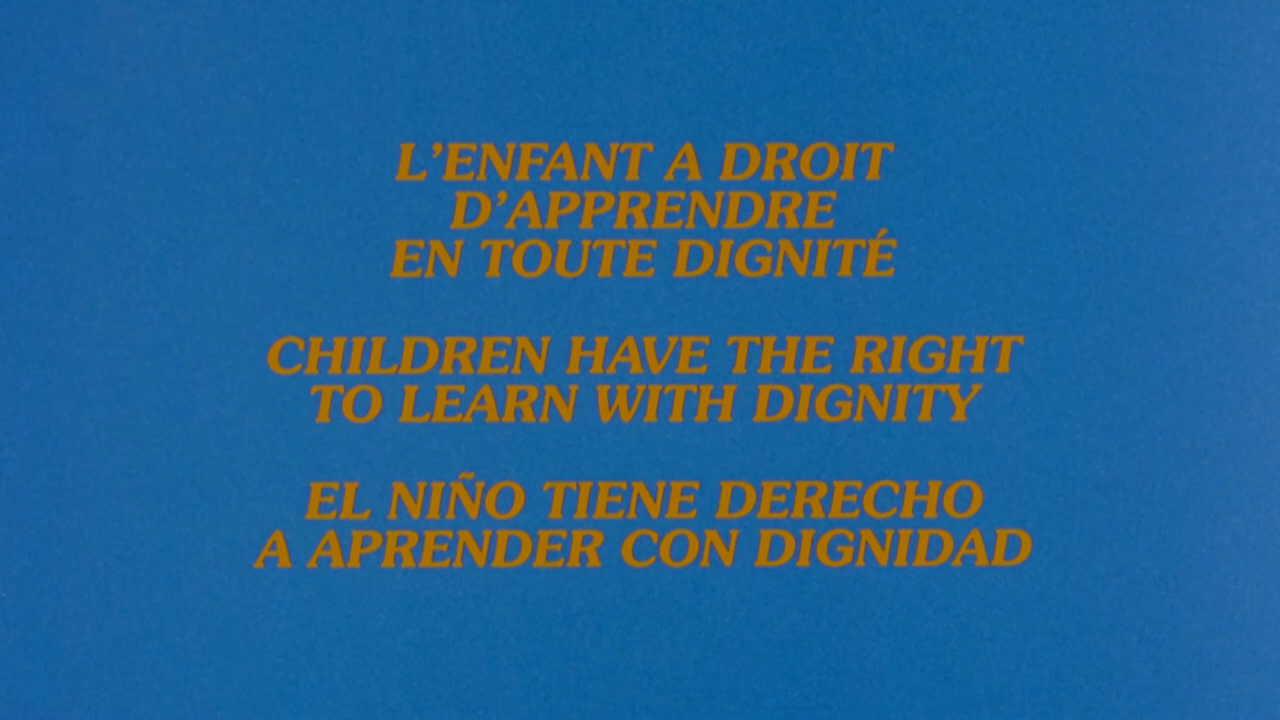 L'ENFANT A DROIT
D'APPRENDRE
EN TOUTE DIGNITÉ
CHILDREN HAVE THE RIGHT
TO LEARN WITH DIGNITY
EL NIÑO TIENE DERECHO
A APRENDER CON DIGNIDAD